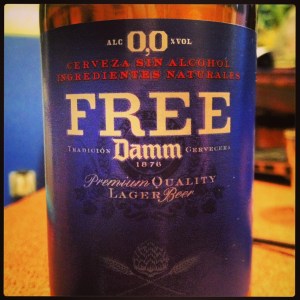 ALC 0,0 %VOL
CERVEZA SIN ALCOHOL
INGREDIENTES NATURALES
FREE
TRADICIÓN Damm CERVECERA
1876
Premium QUALITY
LAGER Beer